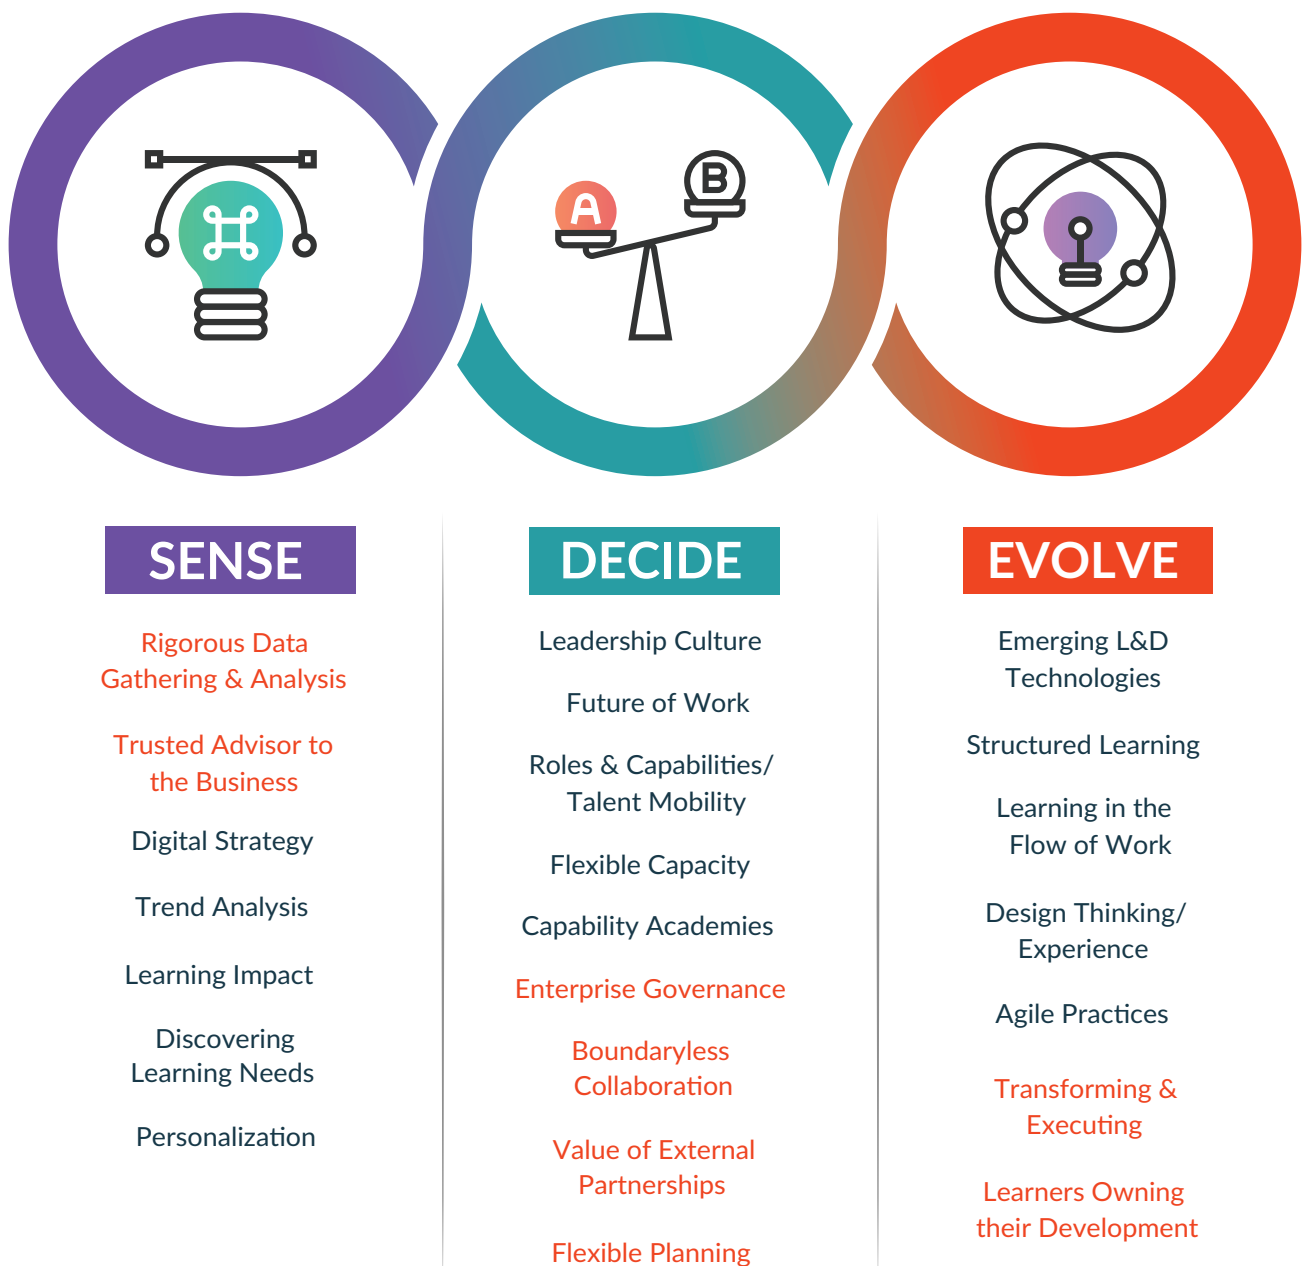 A
B
SENSE
Rigorous Data
Gathering & Analysis
Trusted Advisor to
the Business
Digital Strategy
Trend Analysis
Learning Impact
Discovering
Learning Needs
Personalization
DECIDE
Leadership Culture
Future of Work
Roles & Capabilities/
Talent Mobility
Flexible Capacity
Capability Academies
Enterprise Governance
Boundaryless
Collaboration
Value of External
Partnerships
Flexible Planning
EVOLVE
Emerging L&D
Technologies
Structured Learning
Learning in the
Flow of Work
Design Thinking/
Experience
Agile Practices
Transforming &
Executing
Learners Owning
their Development